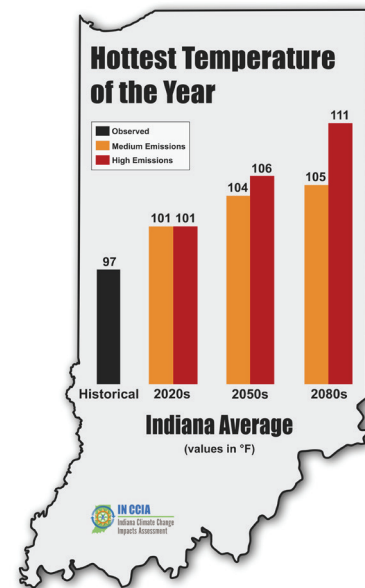 Hottest Temperature
of the Year
Observed
Medium Emissions
High Emissions
97
101 101
104 106
105 111
Historical 2020s 2050s 2080s
Indiana Average
(values in °F)
IN CCIA
Indiana Climate Change
Impacts Assessment